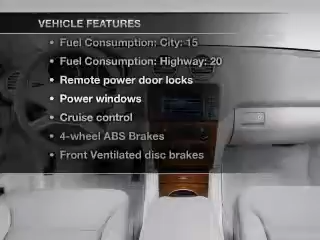 VEHICLE FEATURES
• Fuel Consumption: City: 15
• Fuel Consumption: Highway: 20
• Remote power door locks
• Power windows
• Cruise control
• 4-wheel ABS Brakes
• Front Ventilated disc brakes